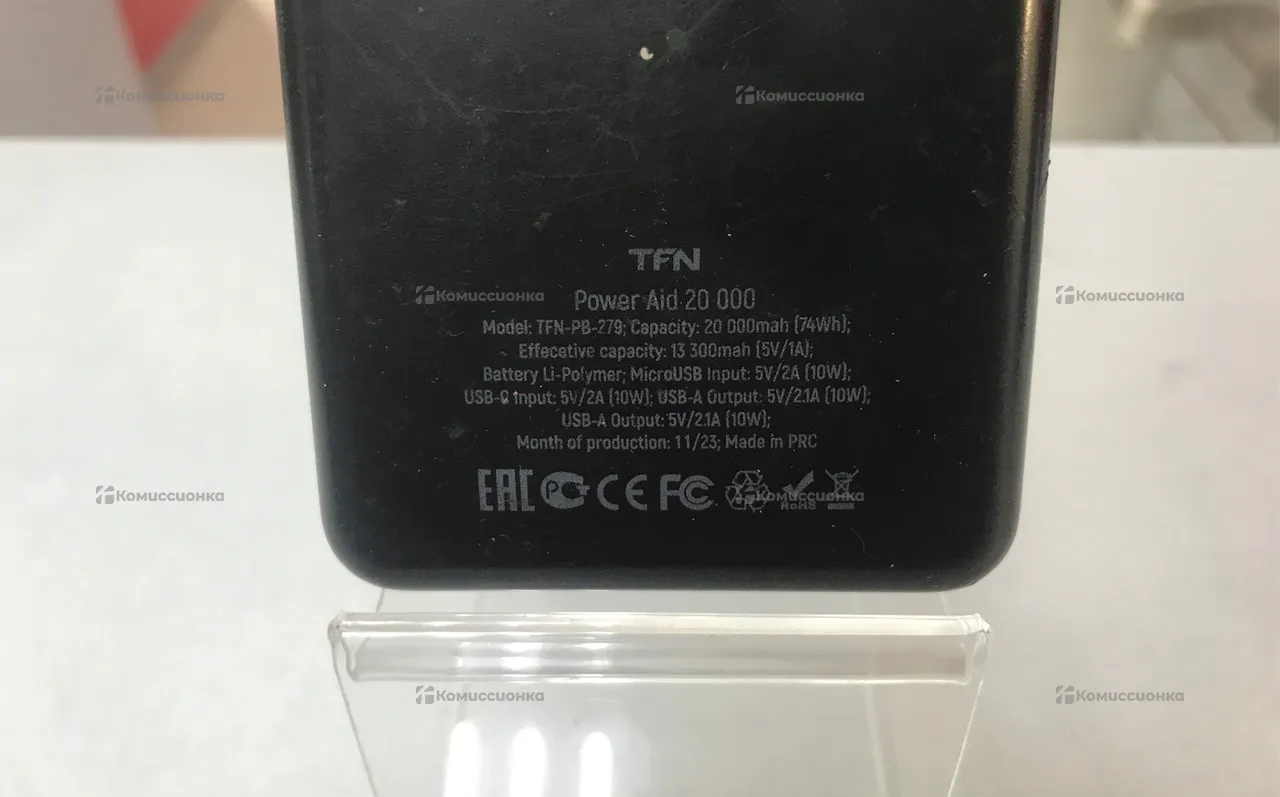 Комиссионка
Комиссионка
TFN
Комиссионка
Комиссионка
Power Aid 20 000
Model: TFN-PB-279; Capacity: 20 000mah (74Wh);
Effecative capacity: 13 300mah (5V/1A);
Battery Li-Polymer; MicroUSB Input: 5V/2A (10W);
USB-C Input: 5V/2A (10W); USB-A Output: 5V/2.1A (10W);
USB-A Output: 5V/2.1A (10W);
Month of production: 11/23; Made in PRC
EAC PCT CE FC RoHS
Комиссионка
Комиссионка
Комиссионка
Комиссионка